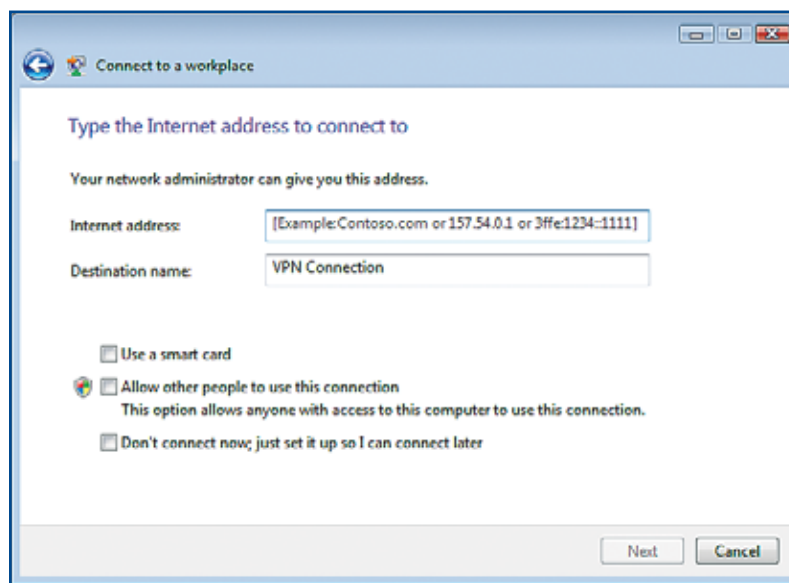 Connect to a workplace
Type the Internet address to connect to
Your network administrator can give you this address.
Internet address: [Example:Contoso.com or 157.54.0.1 or 3ffe:1234::1111]
Destination name: VPN Connection
Use a smart card
Allow other people to use this connection
This option allows anyone with access to this computer to use this connection.
Don't connect now; just set it up so I can connect later
Next Cancel